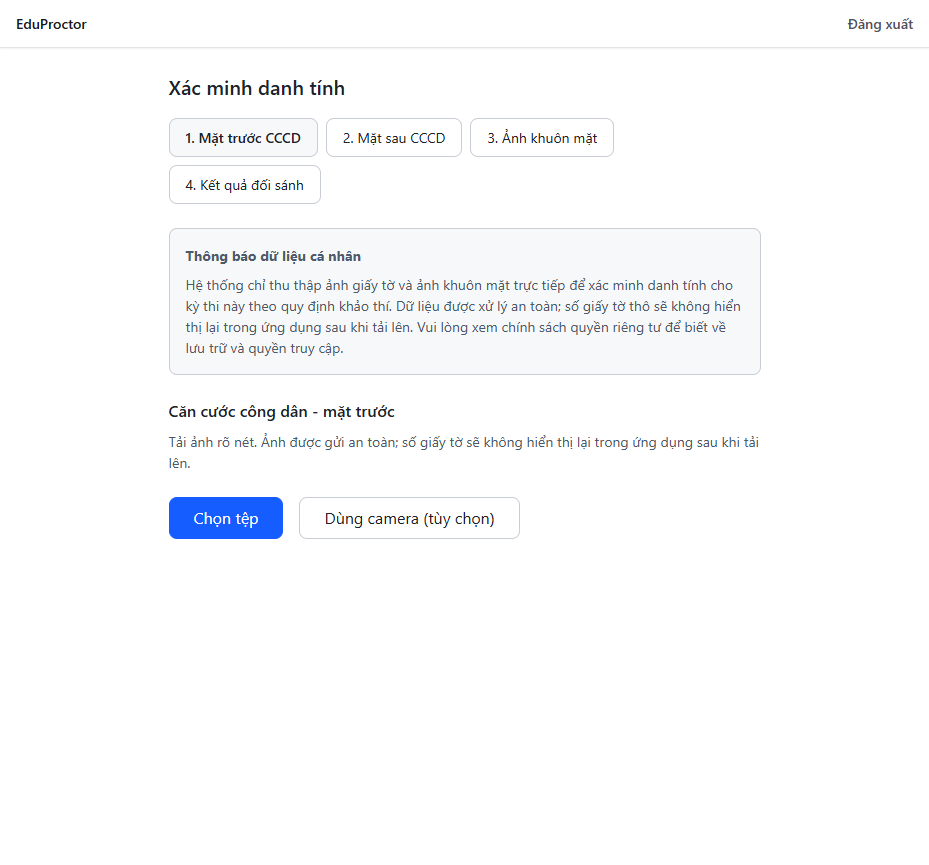 EduProctor
Đăng xuất
Xác minh danh tính
1. Mặt trước CCCD
2. Mặt sau CCCD
3. Ảnh khuôn mặt
4. Kết quả đối sánh
Thông báo dữ liệu cá nhân
Hệ thống chỉ thu thập ảnh giấy tờ và ảnh khuôn mặt trực tiếp để xác minh danh tính cho
kỳ thi này theo quy định khảo thí. Dữ liệu được xử lý an toàn; số giấy tờ thô sẽ không hiển
thị lại trong ứng dụng sau khi tải lên. Vui lòng xem chính sách quyền riêng tư để biết về
lưu trữ và quyền truy cập.
Căn cước công dân - mặt trước
Tải ảnh rõ nét. Ảnh được gửi an toàn; số giấy tờ sẽ không hiển thị lại trong ứng dụng sau khi tải
lên.
Chọn tệp
Dùng camera (tùy chọn)